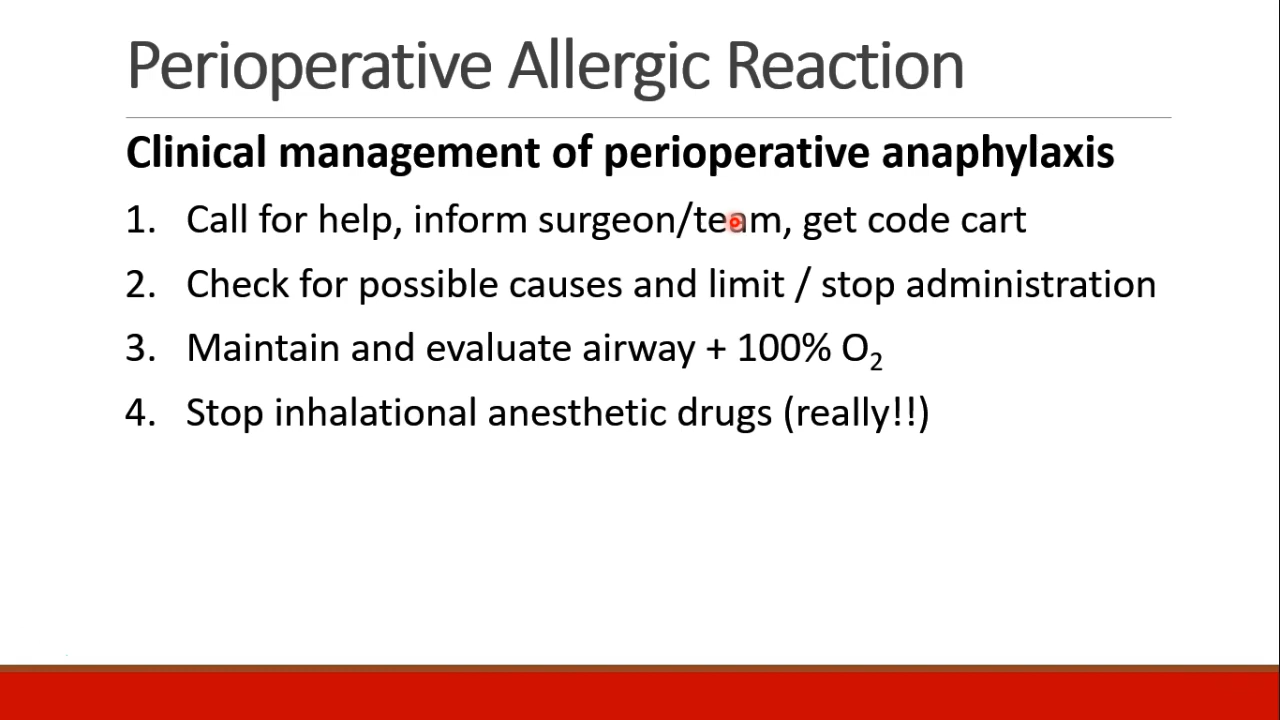 Perioperative Allergic Reaction
Clinical management of perioperative anaphylaxis
1. Call for help, inform surgeon/team, get code cart
2. Check for possible causes and limit / stop administration
3. Maintain and evaluate airway + 100% O₂
4. Stop inhalational anesthetic drugs (really!!)